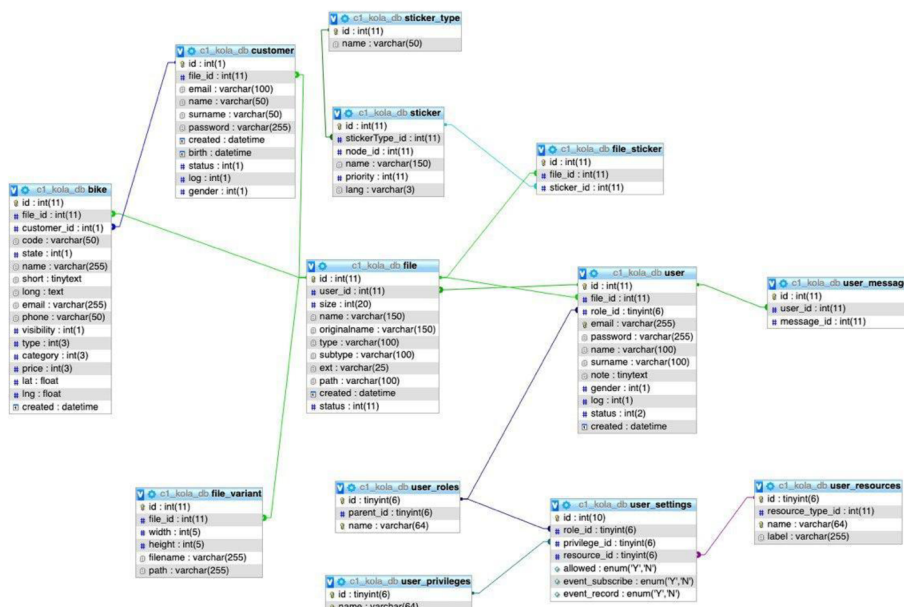 c1_kola_db sticker_type
id : int(11)
name : varchar(50)
c1_kola_db customer
id : int(1)
file_id : int(11)
email : varchar(100)
name : varchar(50)
surname : varchar(50)
password : varchar(255)
created : datetime
birth : datetime
status : int(1)
log : int(1)
gender : int(1)
c1_kola_db sticker
id : int(11)
stickerType_id : int(11)
node_id : int(11)
name : varchar(150)
priority : int(11)
lang : varchar(3)
c1_kola_db file_sticker
id : int(11)
file_id : int(11)
sticker_id : int(11)
c1_kola_db bike
id : int(11)
file_id : int(11)
customer_id : int(1)
code : varchar(50)
state : int(1)
name : varchar(255)
short : tinytext
long : text
email : varchar(255)
phone : varchar(50)
visibility : int(1)
type : int(3)
category : int(3)
price : int(3)
lat : float
lng : float
created : datetime
c1_kola_db file
id : int(11)
user_id : int(11)
size : int(20)
name : varchar(150)
originalname : varchar(150)
type : varchar(100)
subtype : varchar(100)
ext : varchar(25)
path : varchar(100)
created : datetime
status : int(11)
c1_kola_db user
id : int(11)
file_id : int(11)
role_id : tinyint(6)
email : varchar(255)
password : varchar(255)
name : varchar(100)
surname : varchar(100)
note : tinytext
gender : int(1)
log : int(1)
status : int(2)
created : datetime
c1_kola_db user_message
id : int(11)
user_id : int(11)
message_id : int(11)
c1_kola_db file_variant
id : int(11)
file_id : int(11)
width : int(5)
height : int(5)
filename : varchar(255)
path : varchar(255)
c1_kola_db user_roles
id : tinyint(6)
parent_id : tinyint(6)
name : varchar(64)
c1_kola_db user_settings
id : int(10)
role_id : tinyint(6)
privilege_id : tinyint(6)
resource_id : tinyint(6)
allowed : enum('Y','N')
event_subscribe : enum('Y','N')
event_record : enum('Y','N')
c1_kola_db user_resources
id : tinyint(6)
resource_type_id : int(11)
name : varchar(64)
label : varchar(255)
c1_kola_db user_privileges
id : tinyint(6)
name : varchar(64)